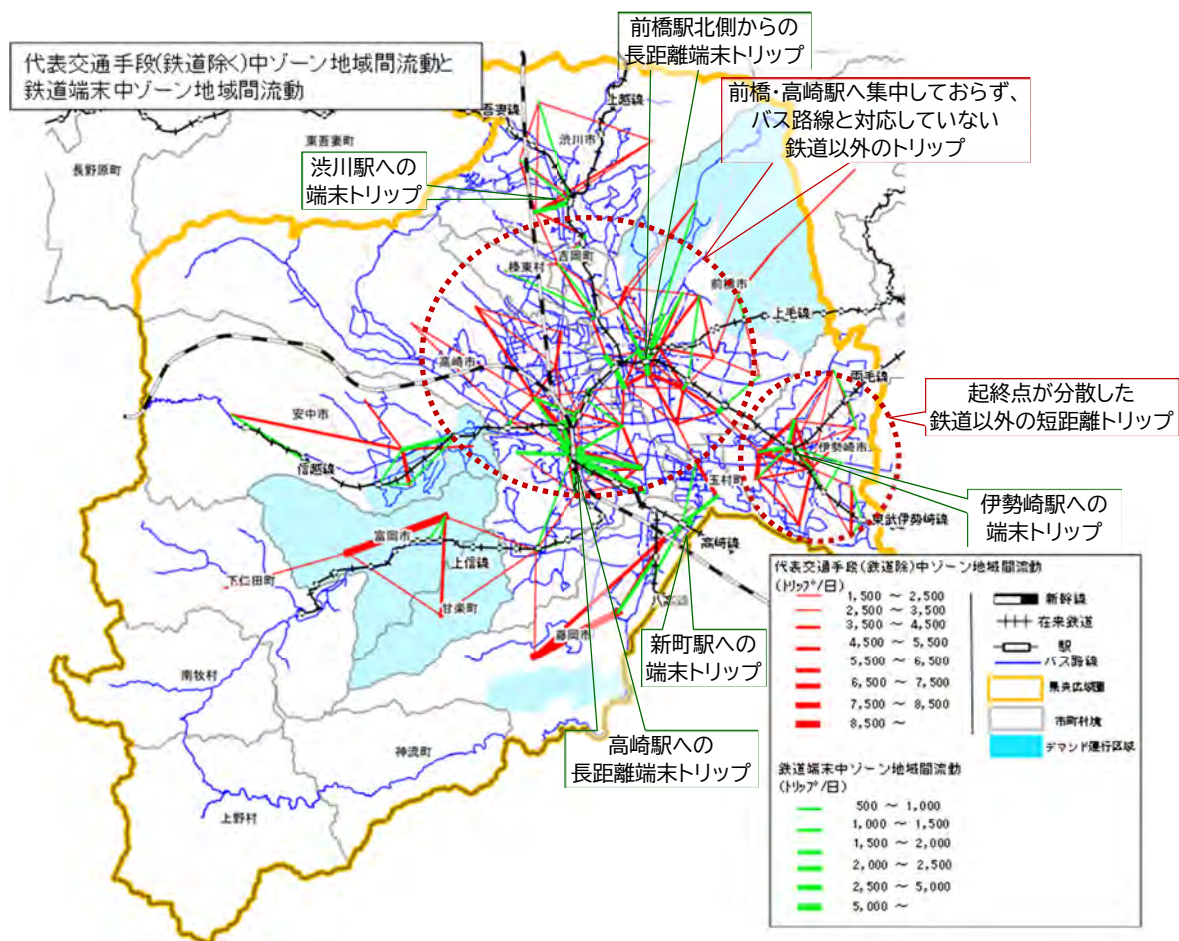 代表交通手段(鉄道除く)中ゾーン地域間流動と
鉄道端末中ゾーン地域間流動
前橋駅北側からの
長距離端末トリップ
前橋・高崎駅へ集中しておらず、
バス路線と対応していない
鉄道以外のトリップ
渋川駅への
端末トリップ
吾妻線
上越線
東吾妻町
渋川市
長野原町
吉岡町
榛東村
前橋市
上毛線
高崎市
両毛線
起終点が分散した
鉄道以外の短距離トリップ
安中市
伊勢崎市
信越線
玉村町
伊勢崎駅への
端末トリップ
東武伊勢崎線
富岡市
上信線
高崎線
下仁田町
甘楽町
藤岡市
新町駅への
端末トリップ
南牧村
高崎駅への
長距離端末トリップ
神流町
上野村
代表交通手段(鉄道除)中ゾーン地域間流動
(トリップ/日)
1,500 ～ 2,500
2,500 ～ 3,500
3,500 ～ 4,500
4,500 ～ 5,500
5,500 ～ 6,500
6,500 ～ 7,500
7,500 ～ 8,500
8,500 ～
新幹線
在来鉄道
駅
バス路線
県央広域圏
市町村境
デマンド運行区域
鉄道端末中ゾーン地域間流動
(トリップ/日)
500 ～ 1,000
1,000 ～ 1,500
1,500 ～ 2,000
2,000 ～ 2,500
2,500 ～ 5,000
5,000 ～